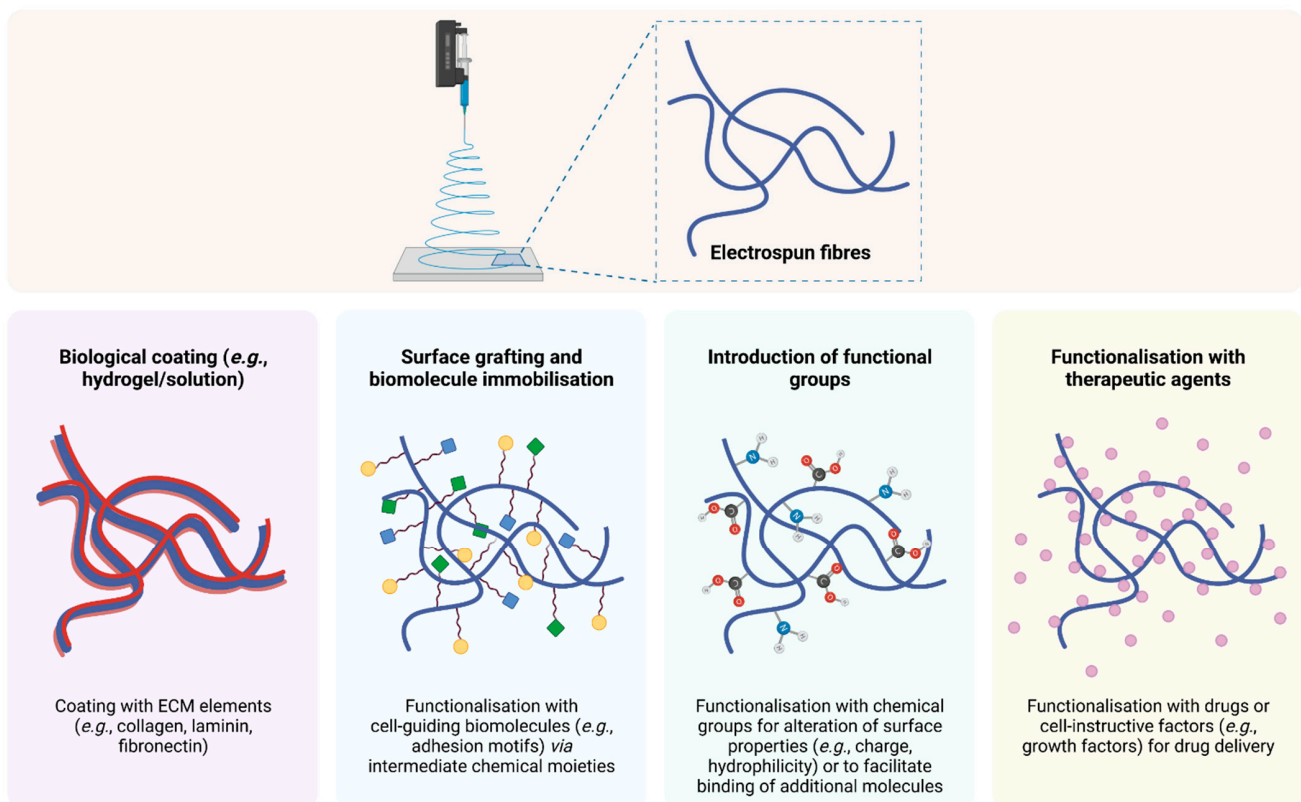 Electrospun fibres
Biological coating (e.g.,
hydrogel/solution)
Coating with ECM elements
(e.g., collagen, laminin,
fibronectin)
Surface grafting and
biomolecule immobilisation
Functionalisation with
cell-guiding biomolecules (e.g.,
adhesion motifs) via
intermediate chemical moieties
Introduction of functional
groups
N
H
H
C
O
O
H
N
H
H
C
O
O
H
N
H
H
C
O
O
H
C
O
O
H
C
O
O
H
N
H
H
Functionalisation with chemical
groups for alteration of surface
properties (e.g., charge,
hydrophilicity) or to facilitate
binding of additional molecules
Functionalisation with
therapeutic agents
Functionalisation with drugs or
cell-instructive factors (e.g.,
growth factors) for drug delivery